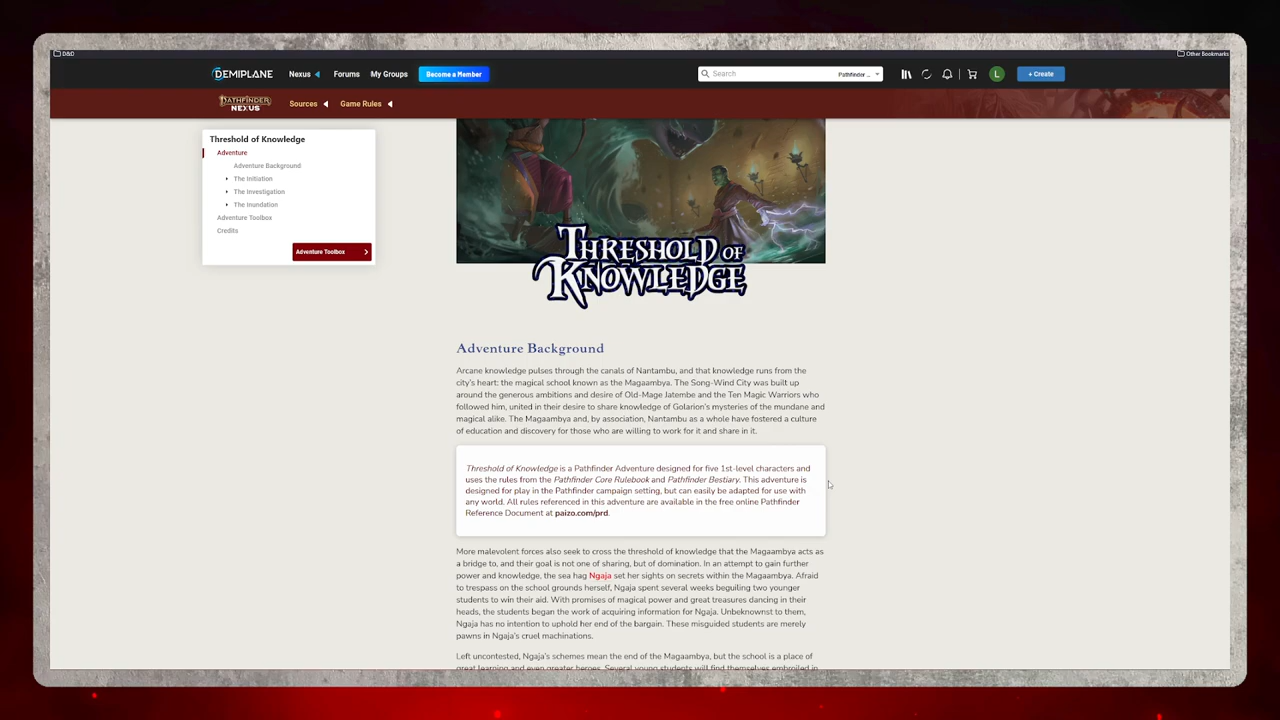 D&D
Other Bookmarks
DEMIPLANE
Nexus
Forums
My Groups
Become a Member
Search
Pathfinder ...
L
+ Create
PATHFINDER
NEXUS
Sources
Game Rules
Threshold of Knowledge
Adventure
Adventure Background
The Initiation
The Investigation
The Inundation
Adventure Toolbox
Credits
Adventure Toolbox
THRESHOLD OF
KNOWLEDGE
Adventure Background
Arcane knowledge pulses through the canals of Nantambu, and that knowledge runs from the
city's heart: the magical school known as the Magaambya. The Song-Wind City was built up
around the generous ambitions and desire of Old-Mage Jatembe and the Ten Magic Warriors who
followed him, united in their desire to share knowledge of Golarion's mysteries of the mundane and
magical alike. The Magaambya and, by association, Nantambu as a whole have fostered a culture
of education and discovery for those who are willing to work for it and share in it.
Threshold of Knowledge is a Pathfinder Adventure designed for five 1st-level characters and
uses the rules from the Pathfinder Core Rulebook and Pathfinder Bestiary. This adventure is
designed for play in the Pathfinder campaign setting, but can easily be adapted for use with
any world. All rules referenced in this adventure are available in the free online Pathfinder
Reference Document at paizo.com/prd.
More malevolent forces also seek to cross the threshold of knowledge that the Magaambya acts as
a bridge to, and their goal is not one of sharing, but of domination. In an attempt to gain further
power and knowledge, the sea hag Ngaja set her sights on secrets within the Magaambya. Afraid
to trespass on the school grounds herself, Ngaja spent several weeks beguiling two younger
students to win their aid. With promises of magical power and great treasures dancing in their
heads, the students began the work of acquiring information for Ngaja. Unbeknownst to them,
Ngaja has no intention to uphold her end of the bargain. These misguided students are merely
pawns in Ngaja's cruel machinations.
Left uncontested, Ngaja's schemes mean the end of the Magaambya, but the school is a place of
great learning and even greater heroes. Several young students will find themselves embroiled in